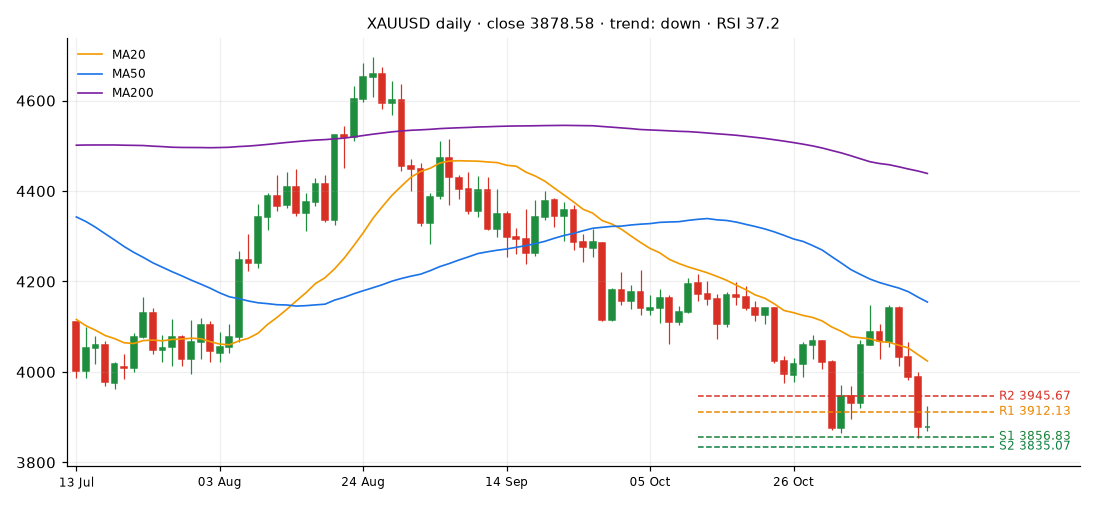 XAUUSD daily · close 3878.58 · trend: down · RSI 37.2
MA20
MA50
MA200
4600
4400
4200
4000
3800
R2 3945.67
R1 3912.13
S1 3856.83
S2 3835.07
13 Jul
03 Aug
24 Aug
14 Sep
05 Oct
26 Oct